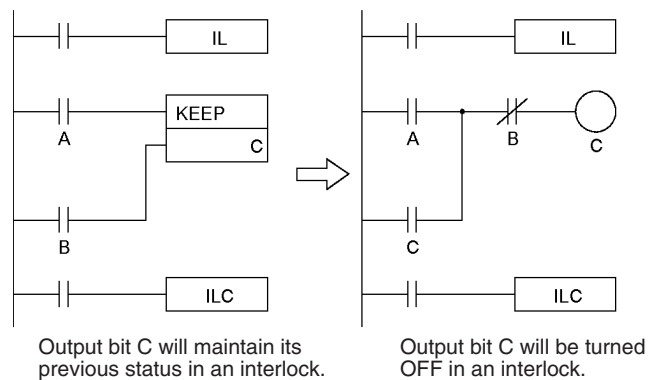 IL
KEEP
A
C
B
ILC
Output bit C will maintain its
previous status in an interlock.
IL
A
B
C
C
ILC
Output bit C will be turned
OFF in an interlock.